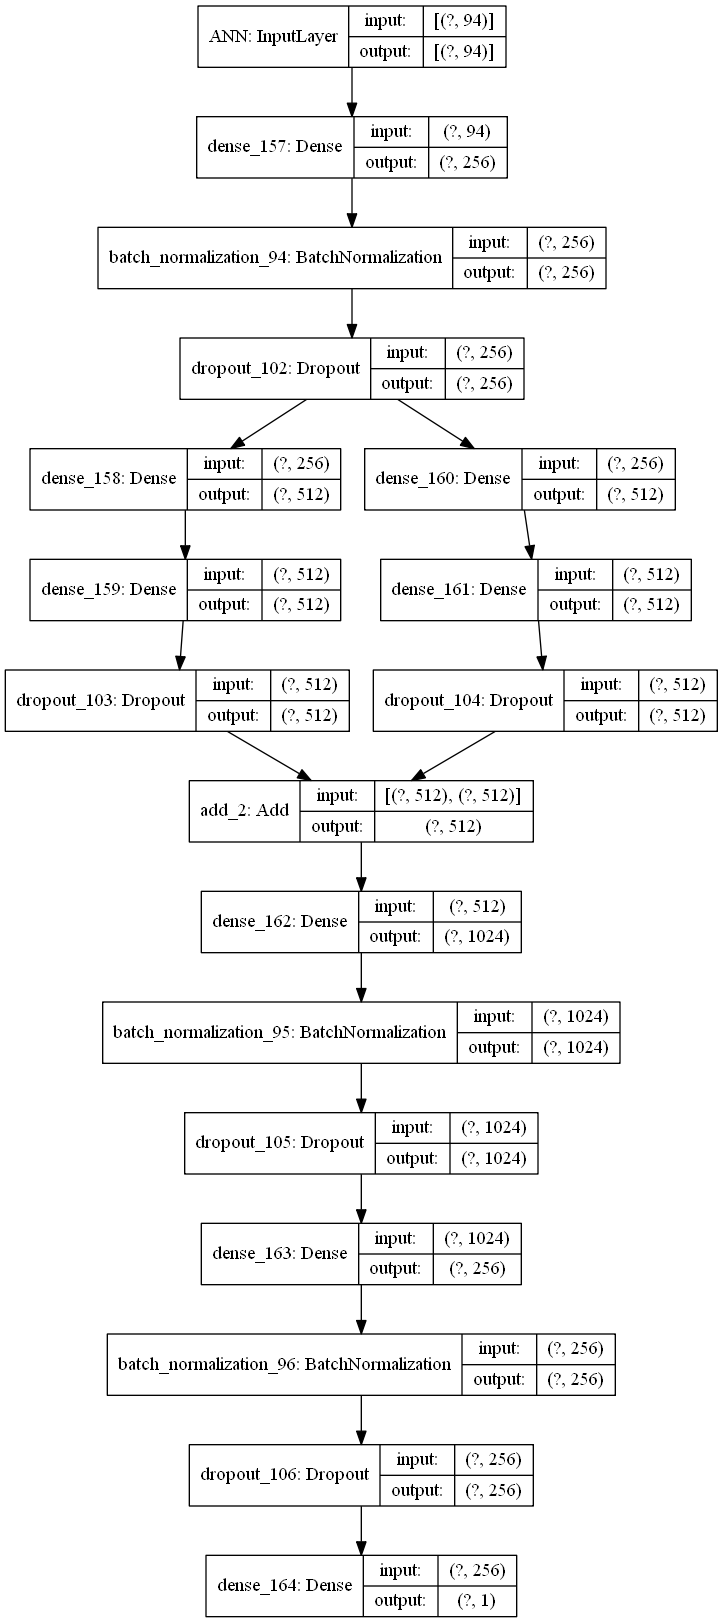 ANN: InputLayer
input: [(?, 94)]
output: [(?, 94)]
dense_157: Dense
input: (?, 94)
output: (?, 256)
batch_normalization_94: BatchNormalization
input: (?, 256)
output: (?, 256)
dropout_102: Dropout
input: (?, 256)
output: (?, 256)
dense_158: Dense
input: (?, 256)
output: (?, 512)
dense_160: Dense
input: (?, 256)
output: (?, 512)
dense_159: Dense
input: (?, 512)
output: (?, 512)
dense_161: Dense
input: (?, 512)
output: (?, 512)
dropout_103: Dropout
input: (?, 512)
output: (?, 512)
dropout_104: Dropout
input: (?, 512)
output: (?, 512)
add_2: Add
input: [(?, 512), (?, 512)]
output: (?, 512)
dense_162: Dense
input: (?, 512)
output: (?, 1024)
batch_normalization_95: BatchNormalization
input: (?, 1024)
output: (?, 1024)
dropout_105: Dropout
input: (?, 1024)
output: (?, 1024)
dense_163: Dense
input: (?, 1024)
output: (?, 256)
batch_normalization_96: BatchNormalization
input: (?, 256)
output: (?, 256)
dropout_106: Dropout
input: (?, 256)
output: (?, 256)
dense_164: Dense
input: (?, 256)
output: (?, 1)